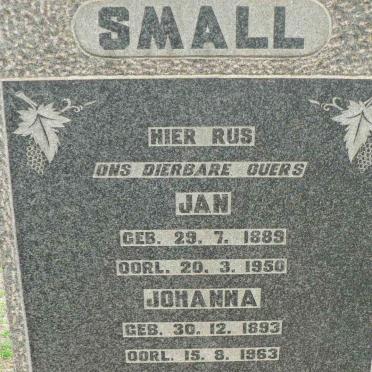 SMALL
HIER RUS
ONS DIERBARE OUERS
JAN
GEB. 29. 7. 1889
OORL. 20. 3. 1950
JOHANNA
GEB. 30. 12. 1893
OORL. 15. 8. 1963